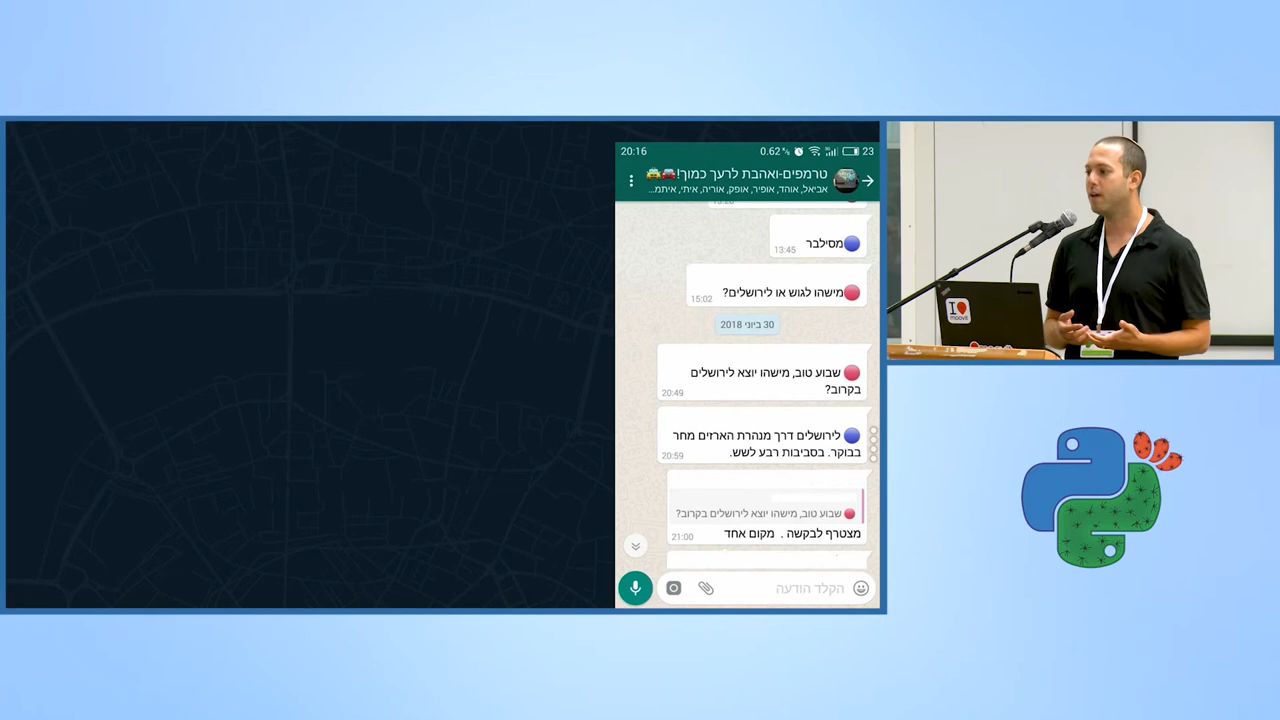 20:16
0.62%
23
טרמפים-ואהבת לרעך כמוך!
אביאל, אוהד, אופיר, אופק, אוריה, איתי, איתמ...
מסילבר
13:45
מישהו לגוש או לירושלים?
15:02
30 ביוני 2018
שבוע טוב, מישהו יוצא לירושלים
בקרוב?
20:49
לירושלים דרך מנהרת הארזים מחר
בבוקר. בסביבות רבע לשש.
20:59
שבוע טוב, מישהו יוצא לירושלים בקרוב?
מצטרף לבקשה . מקום אחד
21:00
הקלד הודעה
I
moovit